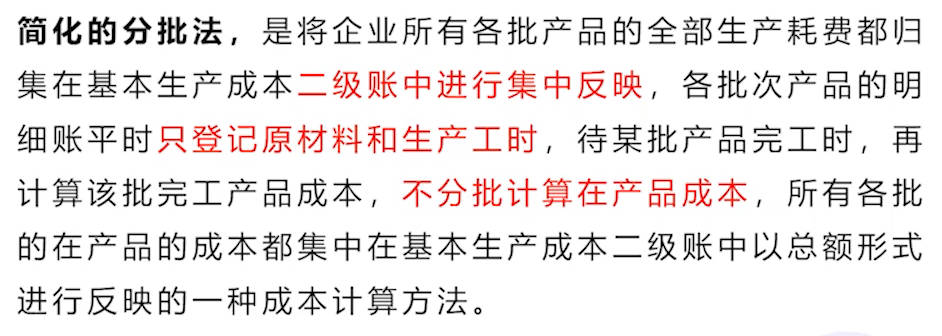 简化的分批法，是将企业所有各批产品的全部生产耗费都归
集在基本生产成本二级账中进行集中反映，各批次产品的明
细账平时只登记原材料和生产工时，待某批产品完工时，再
计算该批完工产品成本，不分批计算在产品成本，所有各批
的在产品的成本都集中在基本生产成本二级账中以总额形式
进行反映的一种成本计算方法。